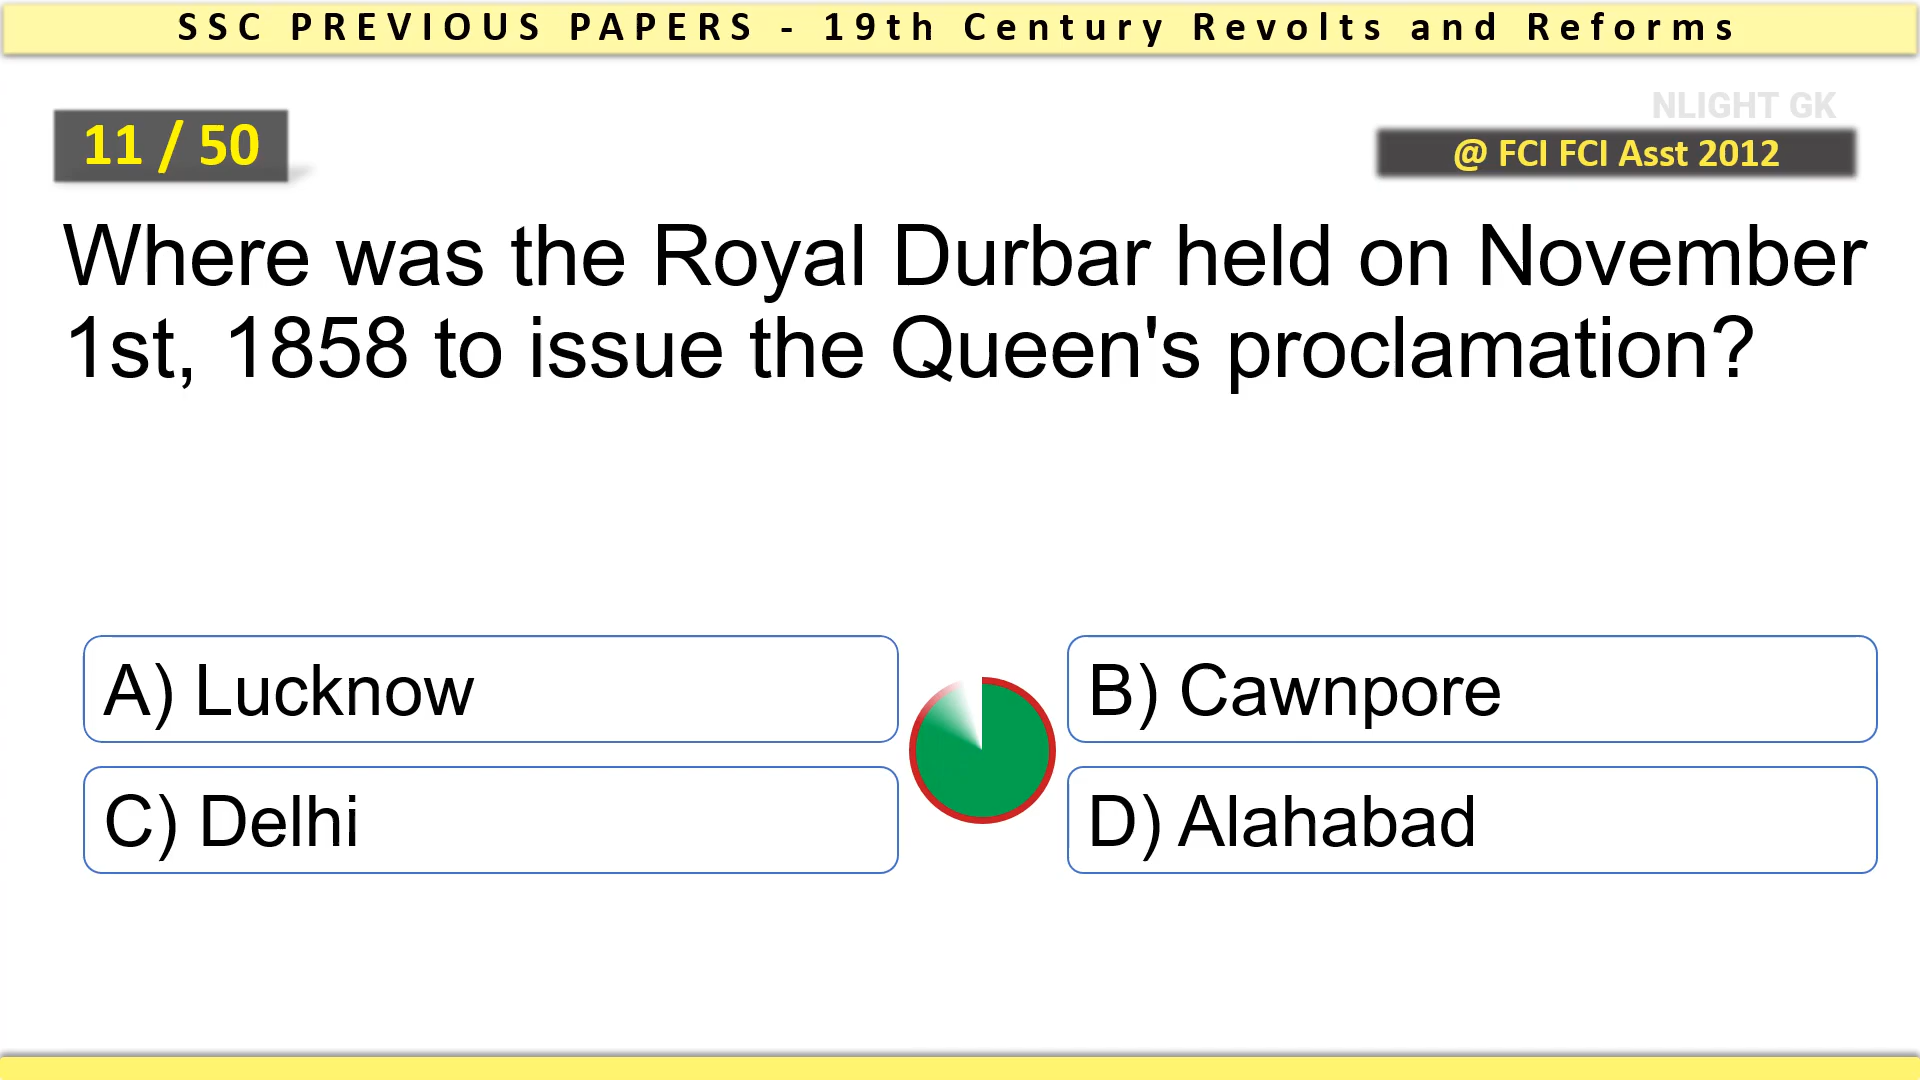 SSC PREVIOUS PAPERS - 19th Century Revolts and Reforms
NLIGHT GK
11 / 50
@ FCI FCI Asst 2012
Where was the Royal Durbar held on November
1st, 1858 to issue the Queen's proclamation?
A) Lucknow
B) Cawnpore
C) Delhi
D) Alahabad